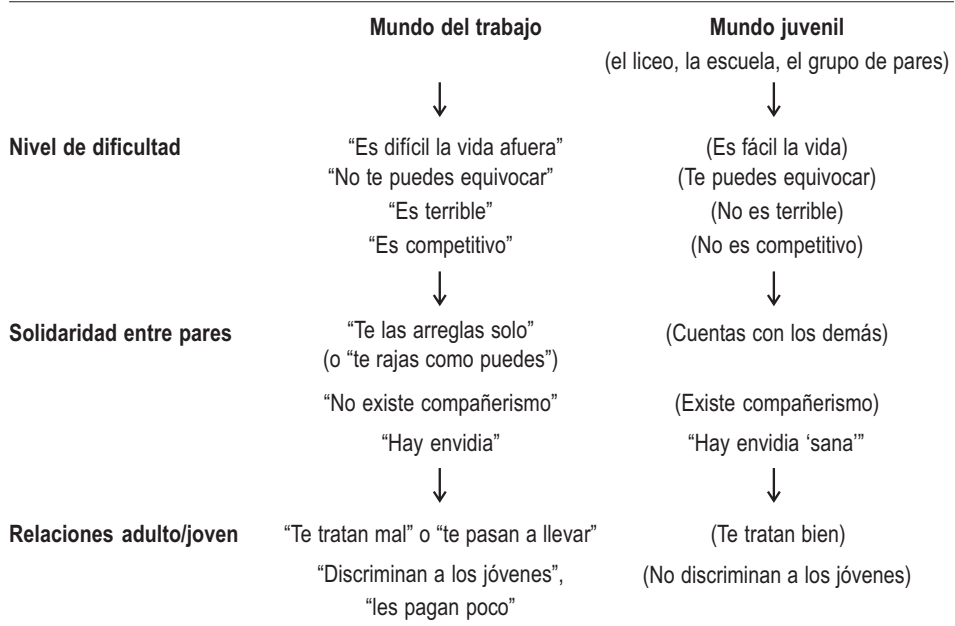 Mundo del trabajo Mundo juvenil
(el liceo, la escuela, el grupo de pares)
Nivel de dificultad “Es difícil la vida afuera” (Es fácil la vida)
“No te puedes equivocar” (Te puedes equivocar)
“Es terrible” (No es terrible)
“Es competitivo” (No es competitivo)
Solidaridad entre pares “Te las arreglas solo” (Cuentas con los demás)
(o “te rajas como puedes”)
“No existe compañerismo” (Existe compañerismo)
“Hay envidia” “Hay envidia ‘sana’”
Relaciones adulto/joven “Te tratan mal” o “te pasan a llevar” (Te tratan bien)
“Discriminan a los jóvenes”, (No discriminan a los jóvenes)
“les pagan poco”